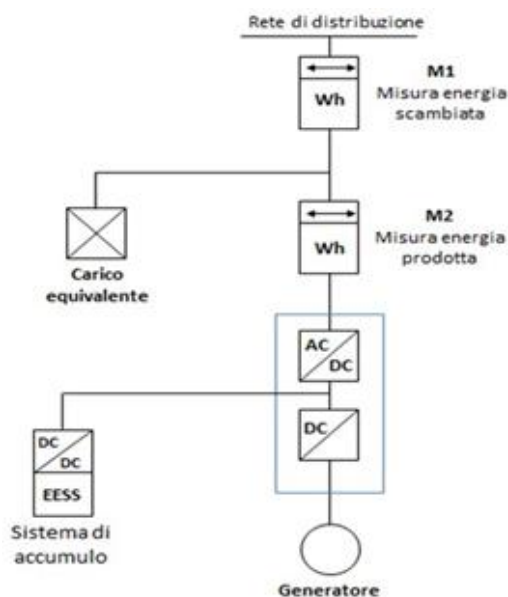 Rete di distribuzione
M1
Misura energia
scambiata
Wh
M2
Misura energia
prodotta
Wh
Carico
equivalente
AC
DC
DC
DC
DC
EESS
Sistema di
accumulo
Generatore